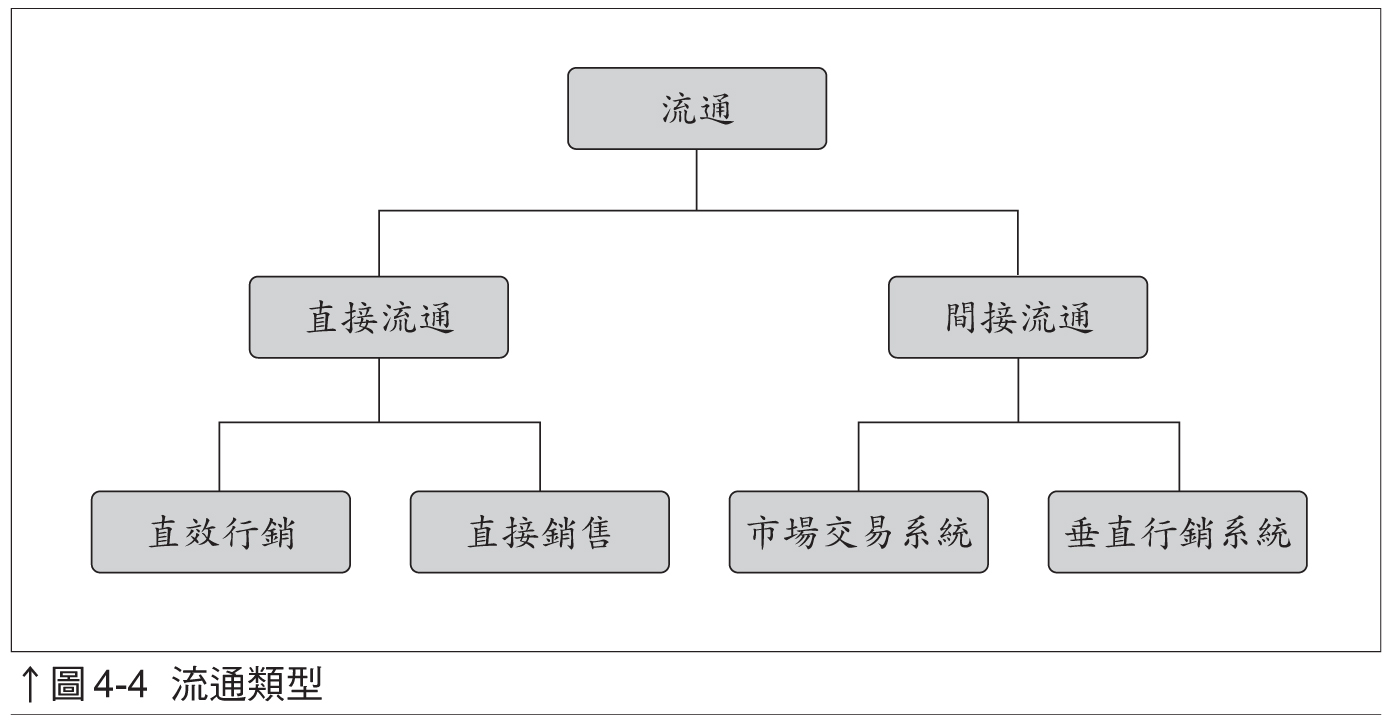 流通
直接流通
間接流通
直效行銷
直接銷售
市場交易系統
垂直行銷系統
↑圖 4-4 流通類型